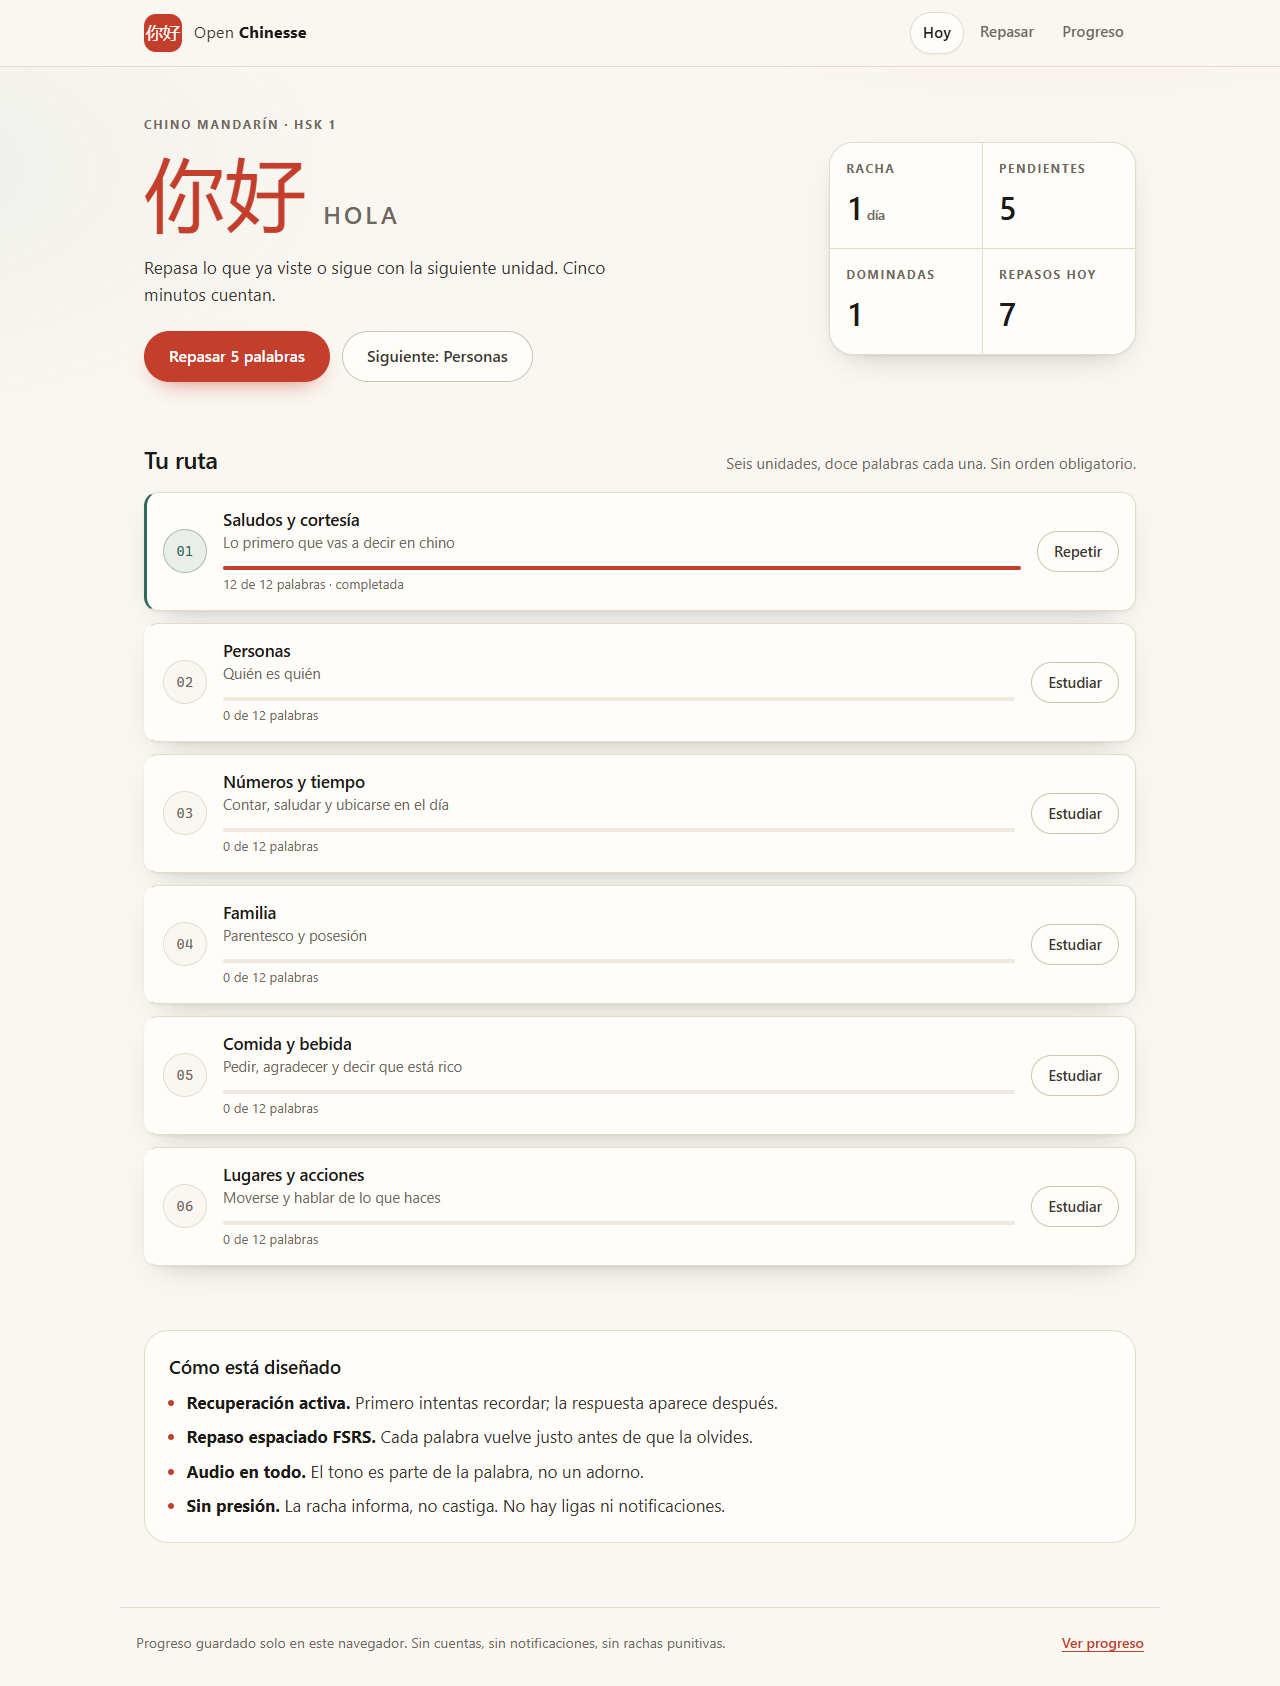 你好 Open Chinesse
Hoy Repasar Progreso
CHINO MANDARÍN · HSK 1
你好 HOLA
Repasa lo que ya viste o sigue con la siguiente unidad. Cinco
minutos cuentan.
Repasar 5 palabras
Siguiente: Personas
RACHA
1 día
PENDIENTES
5
DOMINADAS
1
REPASOS HOY
7
Tu ruta
Seis unidades, doce palabras cada una. Sin orden obligatorio.
01
Saludos y cortesía
Lo primero que vas a decir en chino
12 de 12 palabras · completada
Repetir
02
Personas
Quién es quién
0 de 12 palabras
Estudiar
03
Números y tiempo
Contar, saludar y ubicarse en el día
0 de 12 palabras
Estudiar
04
Familia
Parentesco y posesión
0 de 12 palabras
Estudiar
05
Comida y bebida
Pedir, agradecer y decir que está rico
0 de 12 palabras
Estudiar
06
Lugares y acciones
Moverse y hablar de lo que haces
0 de 12 palabras
Estudiar
Cómo está diseñado
Recuperación activa. Primero intentas recordar; la respuesta aparece después.
Repaso espaciado FSRS. Cada palabra vuelve justo antes de que la olvides.
Audio en todo. El tono es parte de la palabra, no un adorno.
Sin presión. La racha informa, no castiga. No hay ligas ni notificaciones.
Progreso guardado solo en este navegador. Sin cuentas, sin notificaciones, sin rachas punitivas.
Ver progreso